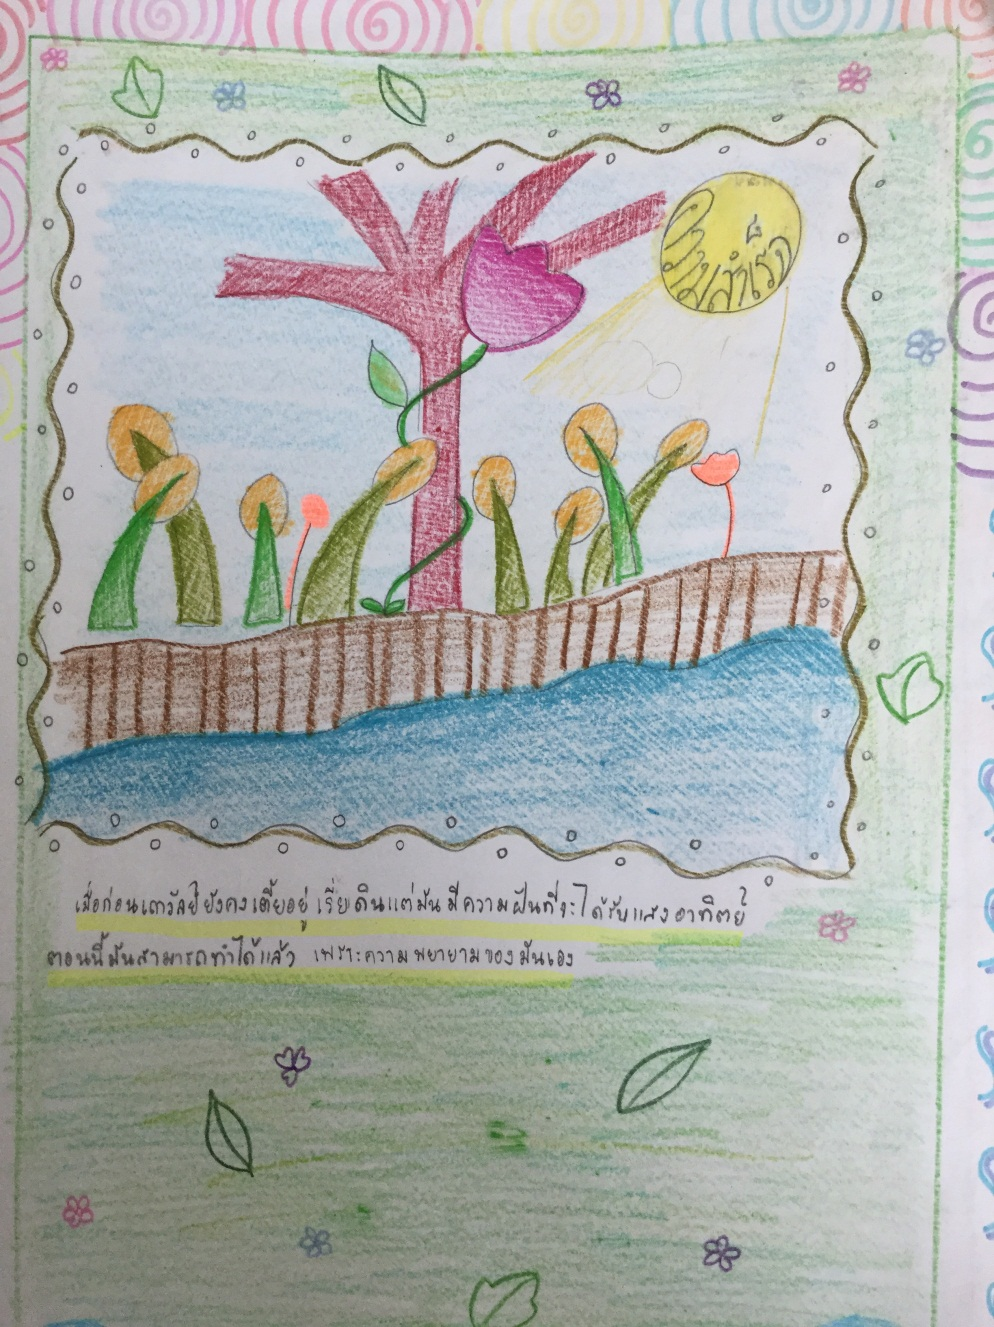 ความสำเร็จ
เมื่อก่อนเถาวัลย์ยังคงเตี้ยอยู่ เรี่ยดินแต่มันมีความฝันที่จะได้รับแสงอาทิตย์
ตอนนี้มันสามารถทำได้แล้ว เพราะความพยายามของมันเอง